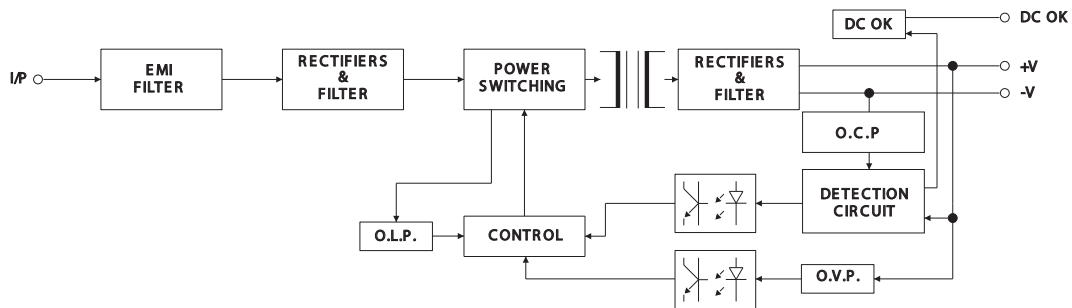 DC OK
DC OK
I/P
EMI
FILTER
RECTIFIERS
&
FILTER
POWER
SWITCHING
RECTIFIERS
&
FILTER
+V
-V
O.C.P
DETECTION
CIRCUIT
O.L.P.
CONTROL
O.V.P.